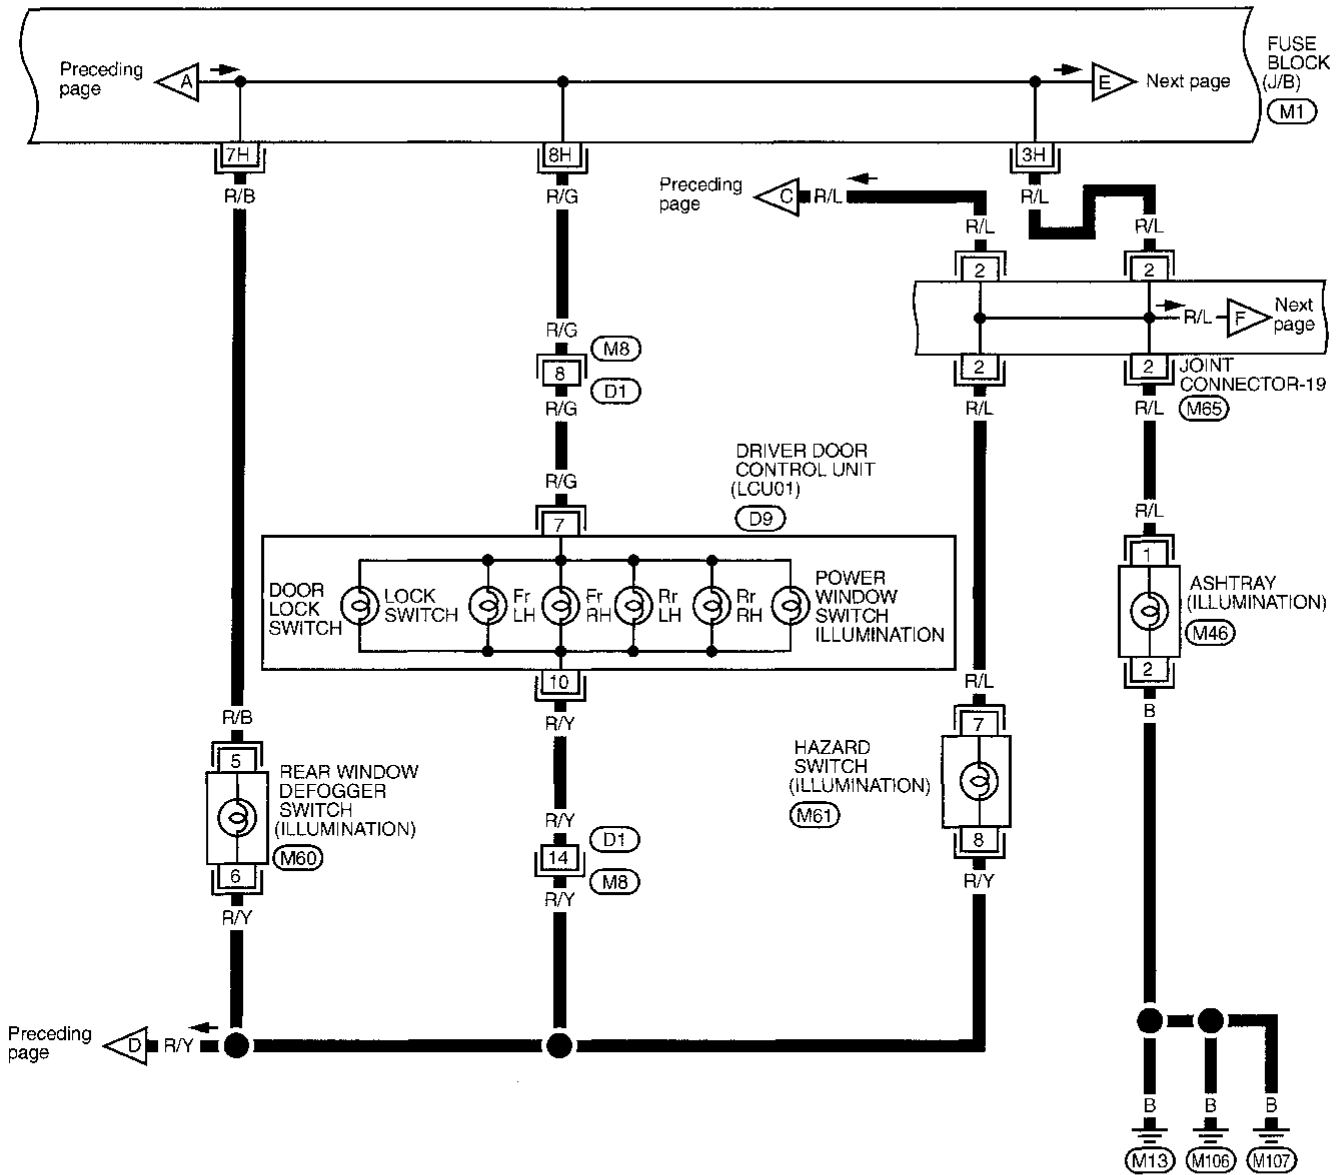 FUSE
BLOCK
(J/B)
M1
Preceding
page
A
E
Next page
7H
8H
3H
R/B
R/G
Preceding
page
C
R/L
R/L
R/L
R/L
2
2
R/L
F
Next
page
R/G
M8
8
D1
R/G
2
2
JOINT
CONNECTOR-19
M65
R/L
R/L
DRIVER DOOR
CONTROL UNIT
(LCU01)
D9
R/G
7
R/L
1
ASHTRAY
(ILLUMINATION)
M46
2
B
DOOR
LOCK
SWITCH
LOCK
SWITCH
Fr
LH
Fr
RH
Rr
LH
Rr
RH
POWER
WINDOW
SWITCH
ILLUMINATION
10
R/Y
R/L
R/B
5
REAR WINDOW
DEFOGGER
SWITCH
(ILLUMINATION)
M60
6
R/Y
HAZARD
SWITCH
(ILLUMINATION)
M61
7
8
R/Y
R/Y
D1
14
M8
R/Y
Preceding
page
D
R/Y
B
B
B
M13
M106
M107